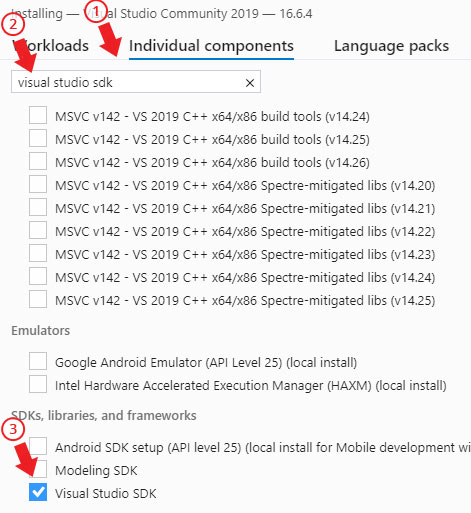 Installing — Visual Studio Community 2019 — 16.6.4
1
2
Workloads Individual components Language packs
visual studio sdk ×
MSVC v142 - VS 2019 C++ x64/x86 build tools (v14.24)
MSVC v142 - VS 2019 C++ x64/x86 build tools (v14.25)
MSVC v142 - VS 2019 C++ x64/x86 build tools (v14.26)
MSVC v142 - VS 2019 C++ x64/x86 Spectre-mitigated libs (v14.20)
MSVC v142 - VS 2019 C++ x64/x86 Spectre-mitigated libs (v14.21)
MSVC v142 - VS 2019 C++ x64/x86 Spectre-mitigated libs (v14.22)
MSVC v142 - VS 2019 C++ x64/x86 Spectre-mitigated libs (v14.23)
MSVC v142 - VS 2019 C++ x64/x86 Spectre-mitigated libs (v14.24)
MSVC v142 - VS 2019 C++ x64/x86 Spectre-mitigated libs (v14.25)
Emulators
Google Android Emulator (API Level 25) (local install)
Intel Hardware Accelerated Execution Manager (HAXM) (local install)
SDKs, libraries, and frameworks
3
Android SDK setup (API level 25) (local install for Mobile development wi
Modeling SDK
Visual Studio SDK